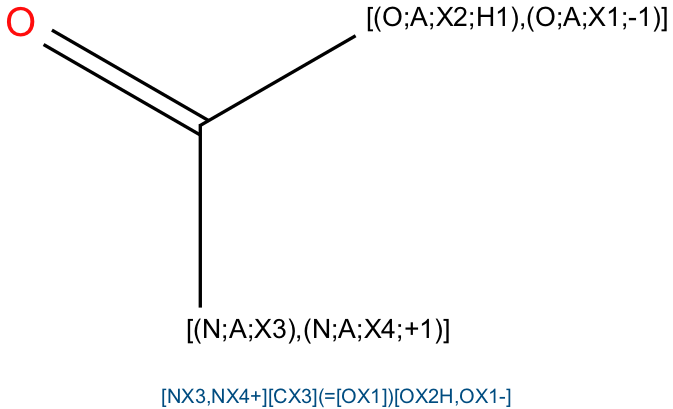 O
[(O;A;X2;H1),(O;A;X1;-1)]
[(N;A;X3),(N;A;X4;+1)]
[NX3,NX4+][CX3](=[OX1])[OX2H,OX1-]